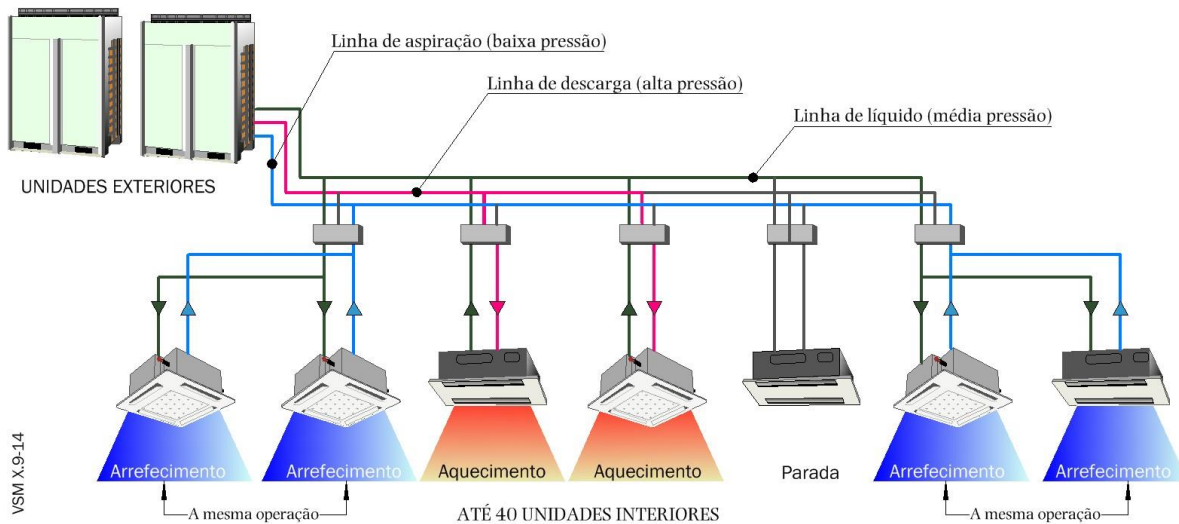 Linha de aspiração (baixa pressão)
Linha de descarga (alta pressão)
Linha de líquido (média pressão)
UNIDADES EXTERIORES
Arrefecimento
Arrefecimento
Aquecimento
Aquecimento
Parada
Arrefecimento
Arrefecimento
A mesma operação
ATÉ 40 UNIDADES INTERIORES
A mesma operação
VSM X.9-14